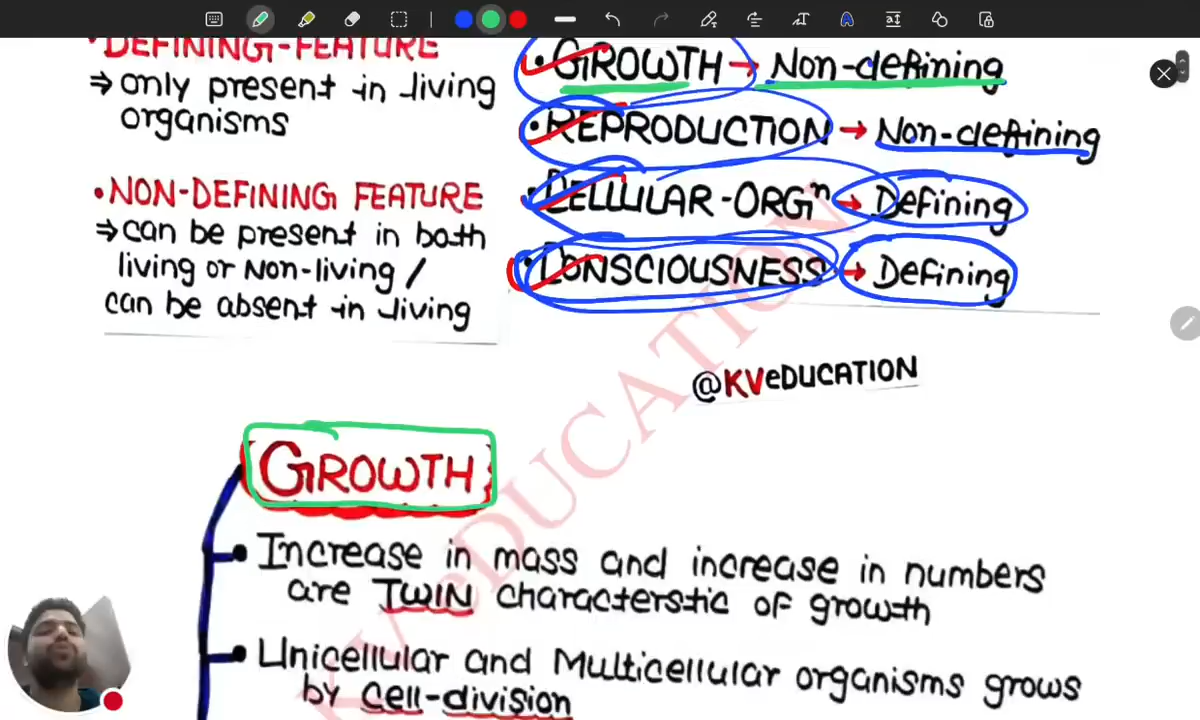 • DEFINING-FEATURE
⇒ only present in living
organisms
• NON-DEFINING FEATURE
⇒ can be present in both
living or Non-living /
can be absent in living
• GROWTH → Non-defining
• REPRODUCTION → Non-defining
• CELLULAR-ORGⁿ → Defining
• CONSCIOUSNESS → Defining
@KVeDUCATION
GROWTH
Increase in mass and increase in numbers
are TWIN characterstic of growth
Unicellular and Multicellular organisms grows
by cell-division
KVeDUCATION